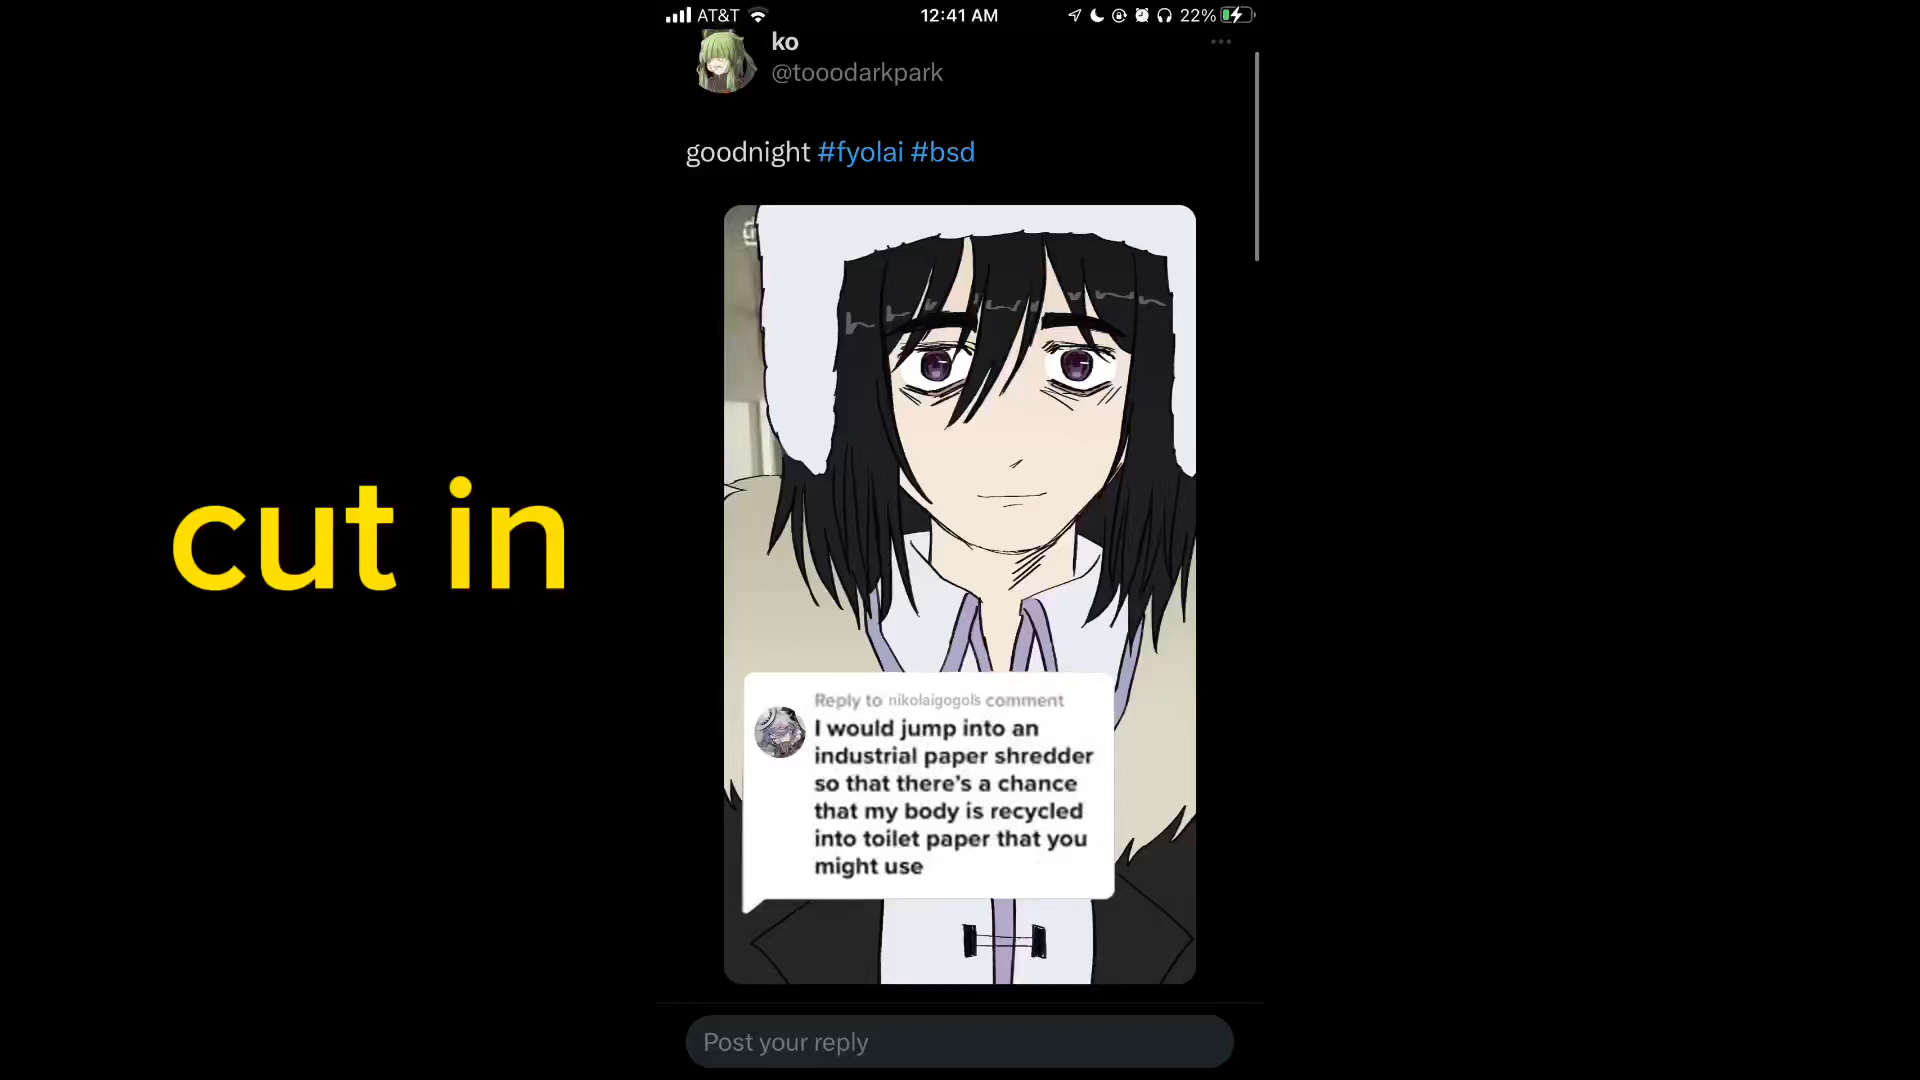 AT&T
12:41 AM
22%
ko
@tooodarkpark
goodnight #fyolai #bsd
cut in
Reply to nikolaigogol's comment
I would jump into an
industrial paper shredder
so that there's a chance
that my body is recycled
into toilet paper that you
might use
Post your reply